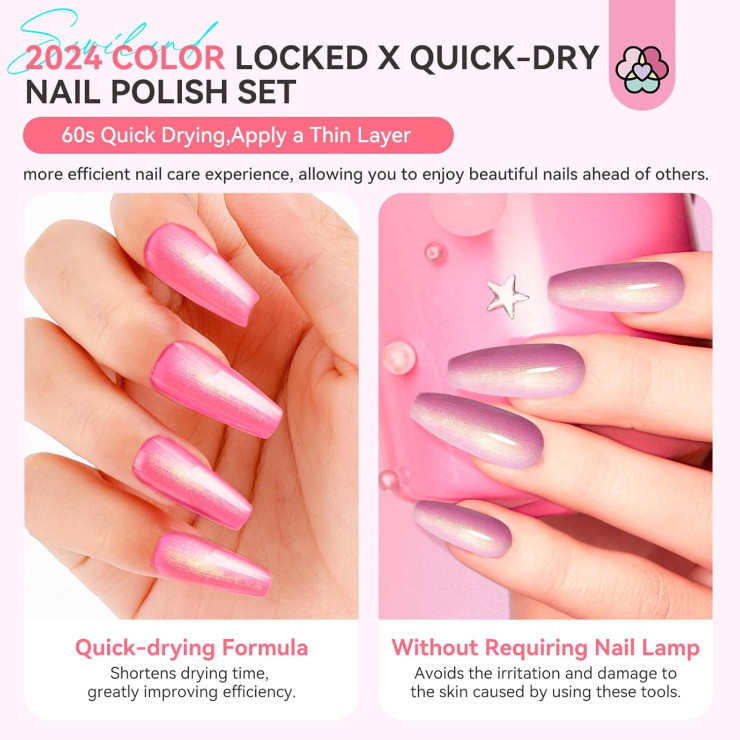 Saviland
2024 COLOR LOCKED X QUICK-DRY
NAIL POLISH SET
60s Quick Drying,Apply a Thin Layer
more efficient nail care experience, allowing you to enjoy beautiful nails ahead of others.
Quick-drying Formula
Shortens drying time,
greatly improving efficiency.
Without Requiring Nail Lamp
Avoids the irritation and damage to
the skin caused by using these tools.